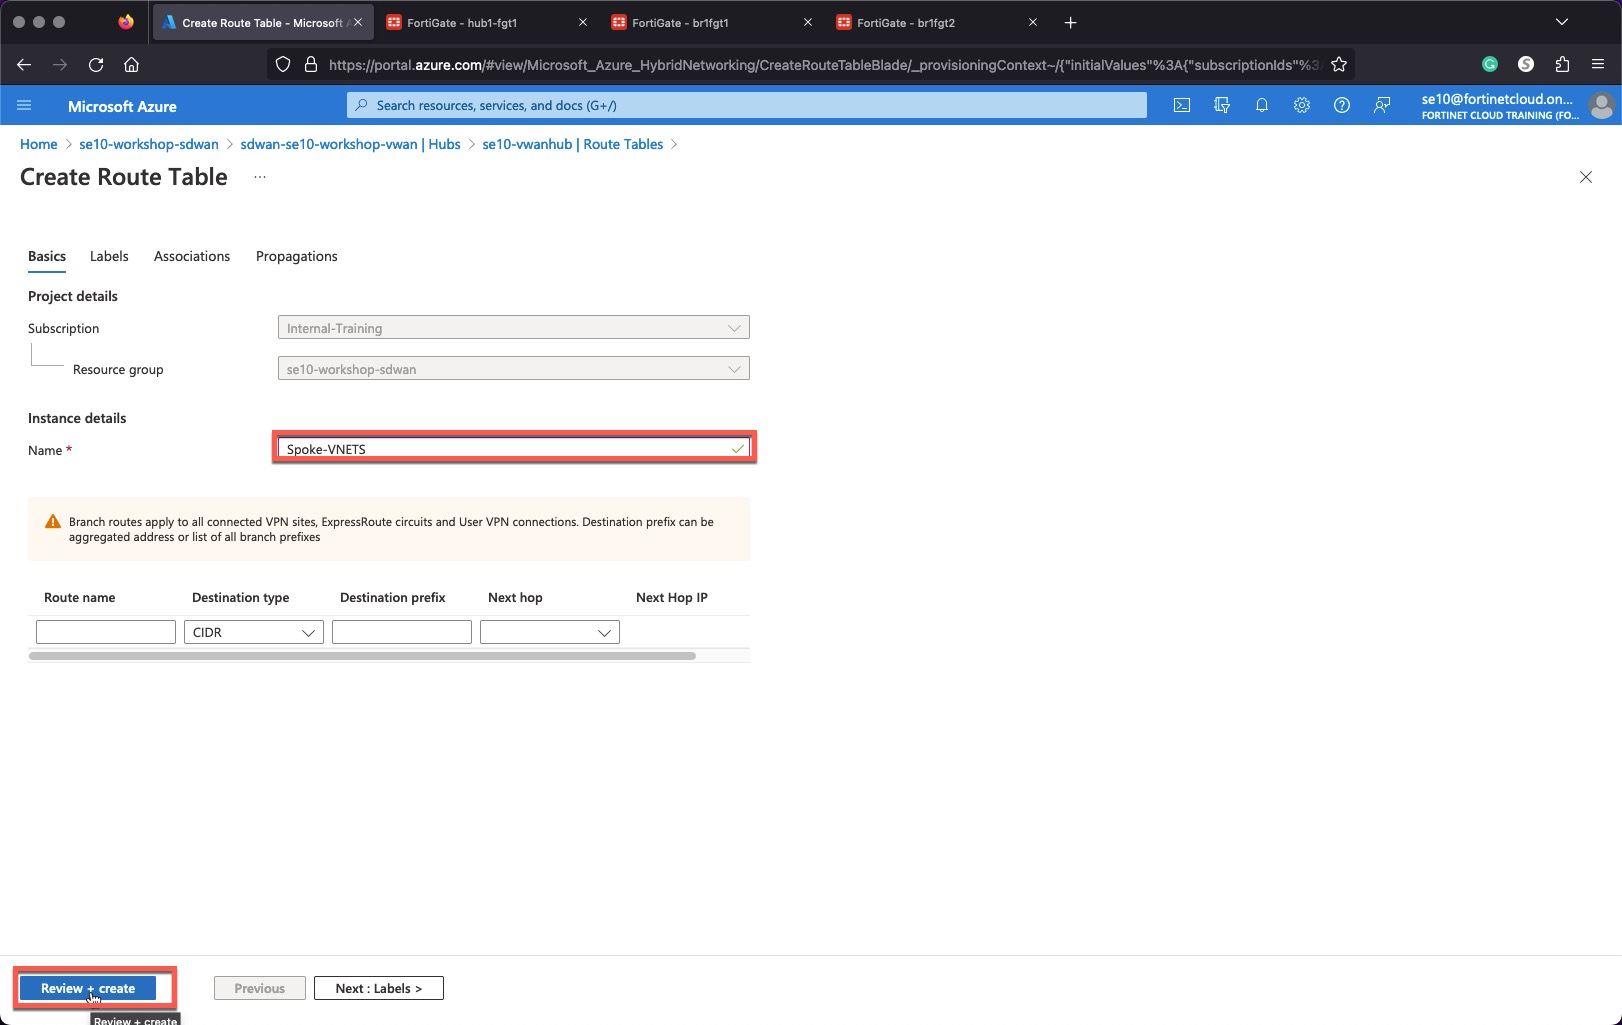 Create Route Table - Microsoft A
FortiGate - hub1-fgt1
FortiGate - br1fgt1
FortiGate - br1fgt2
https://portal.azure.com/#view/Microsoft_Azure_HybridNetworking/CreateRouteTableBlade/_provisioningContext~/{"initialValues"%3A{"subscriptionIds"%3
G
S
Microsoft Azure
Search resources, services, and docs (G+/)
se10@fortinetcloud.on...
FORTINET CLOUD TRAINING (FO...
Home > se10-workshop-sdwan > sdwan-se10-workshop-vwan | Hubs > se10-vwanhub | Route Tables >
Create Route Table ...
Basics Labels Associations Propagations
Project details
Subscription
Internal-Training
Resource group
se10-workshop-sdwan
Instance details
Name *
Spoke-VNETS
Branch routes apply to all connected VPN sites, ExpressRoute circuits and User VPN connections. Destination prefix can be
aggregated address or list of all branch prefixes
Route name Destination type Destination prefix Next hop Next Hop IP
CIDR
Review + create
Previous
Next : Labels >
Review + create